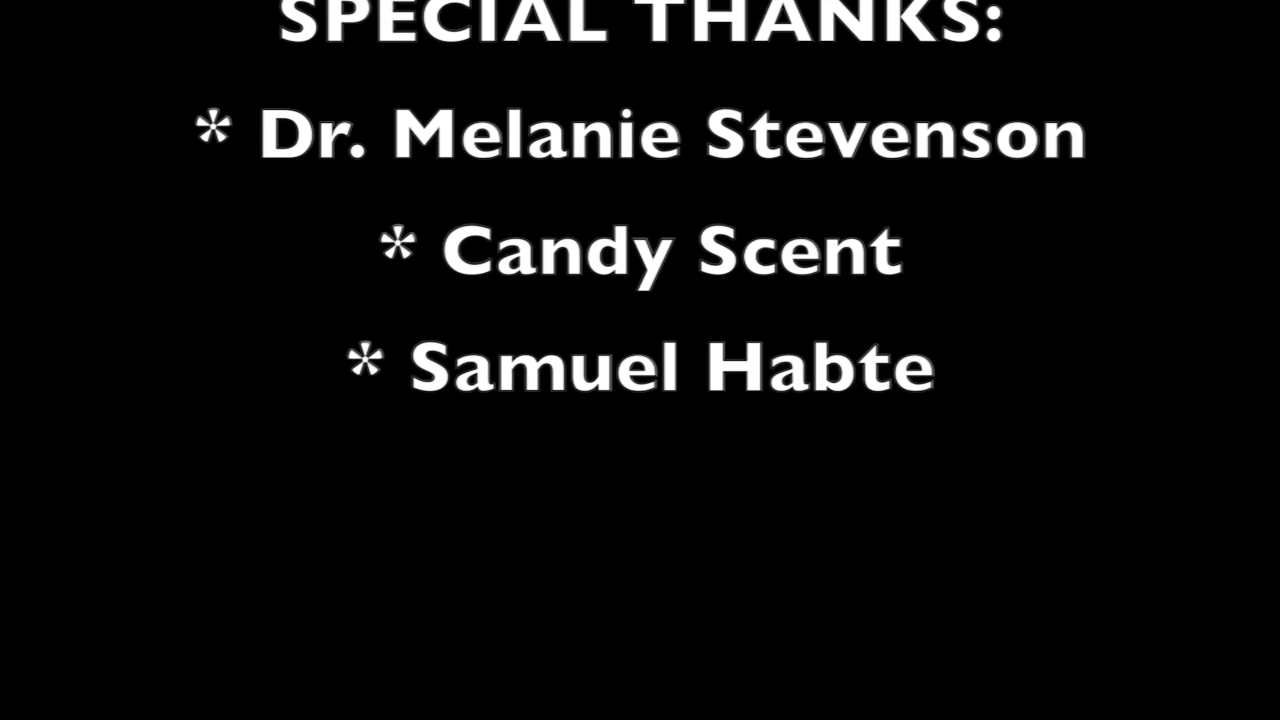 SPECIAL THANKS:
* Dr. Melanie Stevenson
* Candy Scent
* Samuel Habte